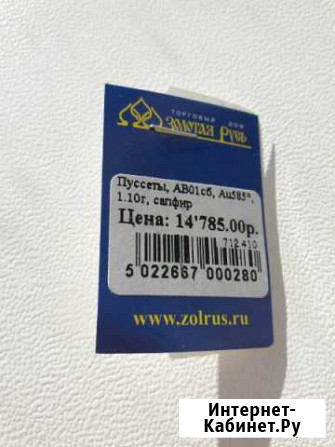 ТОРГОВЫЙ ДОМ
ЗОЛОТАЯ РУСЬ
Пуссеты, АВ01сб, Au585°,
1.10г, сапфир
Цена: 14'785.00р.
712410
5 022667 000280
www.zolrus.ru
Интернет-
Кабинет.Ру